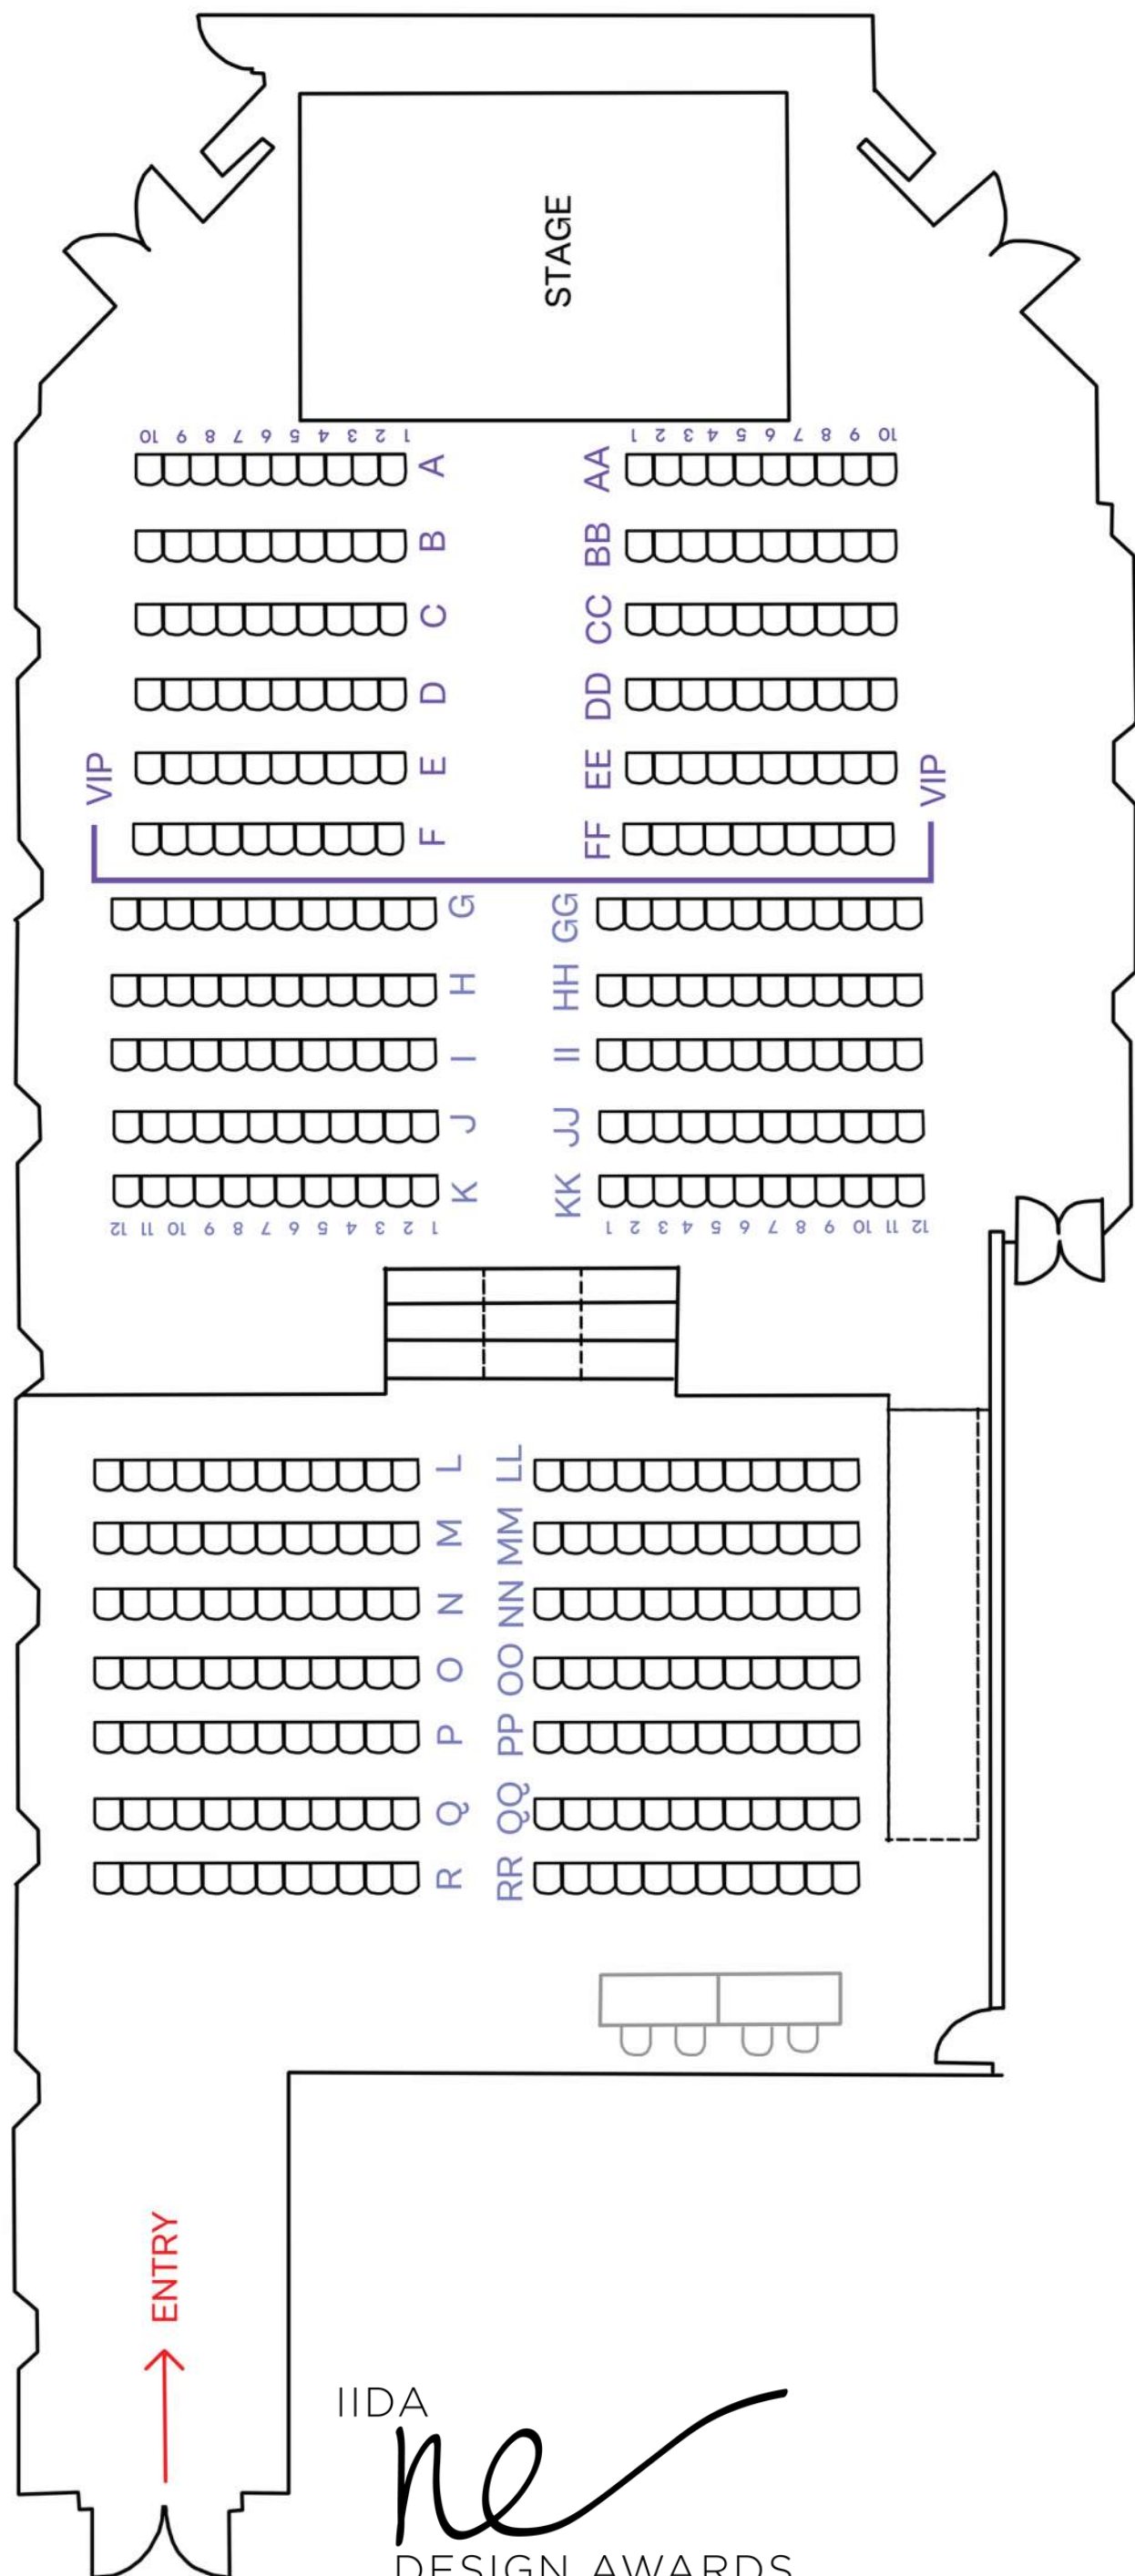 STAGE
10 9 8 7 6 5 4 3 2 1
1 2 3 4 5 6 7 8 9 10
A AA
B BB
C CC
D DD
VIP E EE VIP
F FF
G GG
H HH
I II
J JJ
K KK
12 11 10 9 8 7 6 5 4 3 2 1
1 2 3 4 5 6 7 8 9 10 11 12
L LL
M MM
N NN
O OO
P PP
Q QQ
R RR
ENTRY
IIDA
ne
DESIGN AWARDS